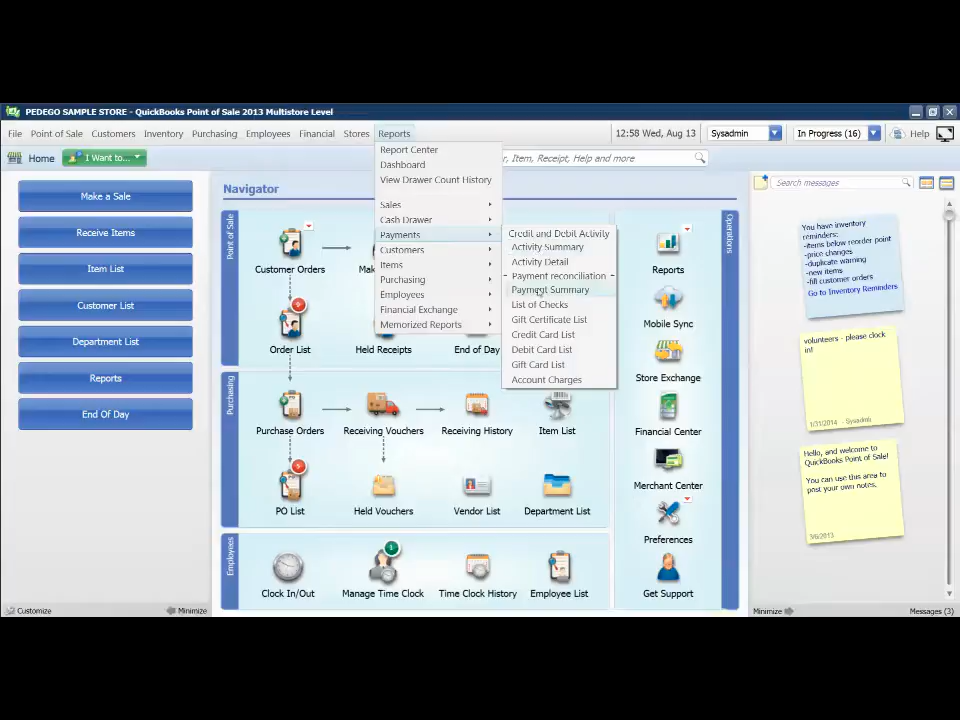 PEDEGO SAMPLE STORE - QuickBooks Point of Sale 2013 Multistore Level
File Point of Sale Customers Inventory Purchasing Employees Financial Stores Reports
12:58 Wed, Aug 13 Sysadmin In Progress (16) Help
Home I Want to... , Item, Receipt, Help and more
Search messages
Make a Sale
Receive Items
Item List
Customer List
Department List
Reports
End Of Day
Customize
Minimize
Report Center
Dashboard
View Drawer Count History
Sales
Cash Drawer
Payments
Customers
Items
Purchasing
Employees
Financial Exchange
Memorized Reports
Credit and Debit Activity
Activity Summary
Activity Detail
- Payment reconciliation -
Payment Summary
List of Checks
Gift Certificate List
Credit Card List
Debit Card List
Gift Card List
Account Charges
Navigator
Point of Sale
Customer Orders
Order List
Held Receipts
End of Day
Purchasing
Purchase Orders
Receiving Vouchers
Receiving History
Item List
PO List
Held Vouchers
Vendor List
Department List
Employees
Clock In/Out
Manage Time Clock
Time Clock History
Employee List
Operations
Reports
Mobile Sync
Store Exchange
Financial Center
Merchant Center
Preferences
Get Support
You have inventory
reminders:
-items below reorder point
-price changes
-duplicate warning
-new items
-fill customer orders
Go to Inventory Reminders
volunteers - please clock
in!
1/31/2014 - Sysadmin
Hello, and welcome to
QuickBooks Point of Sale!
You can use this area to
post your own notes.
3/6/2013
Minimize
Messages (3)